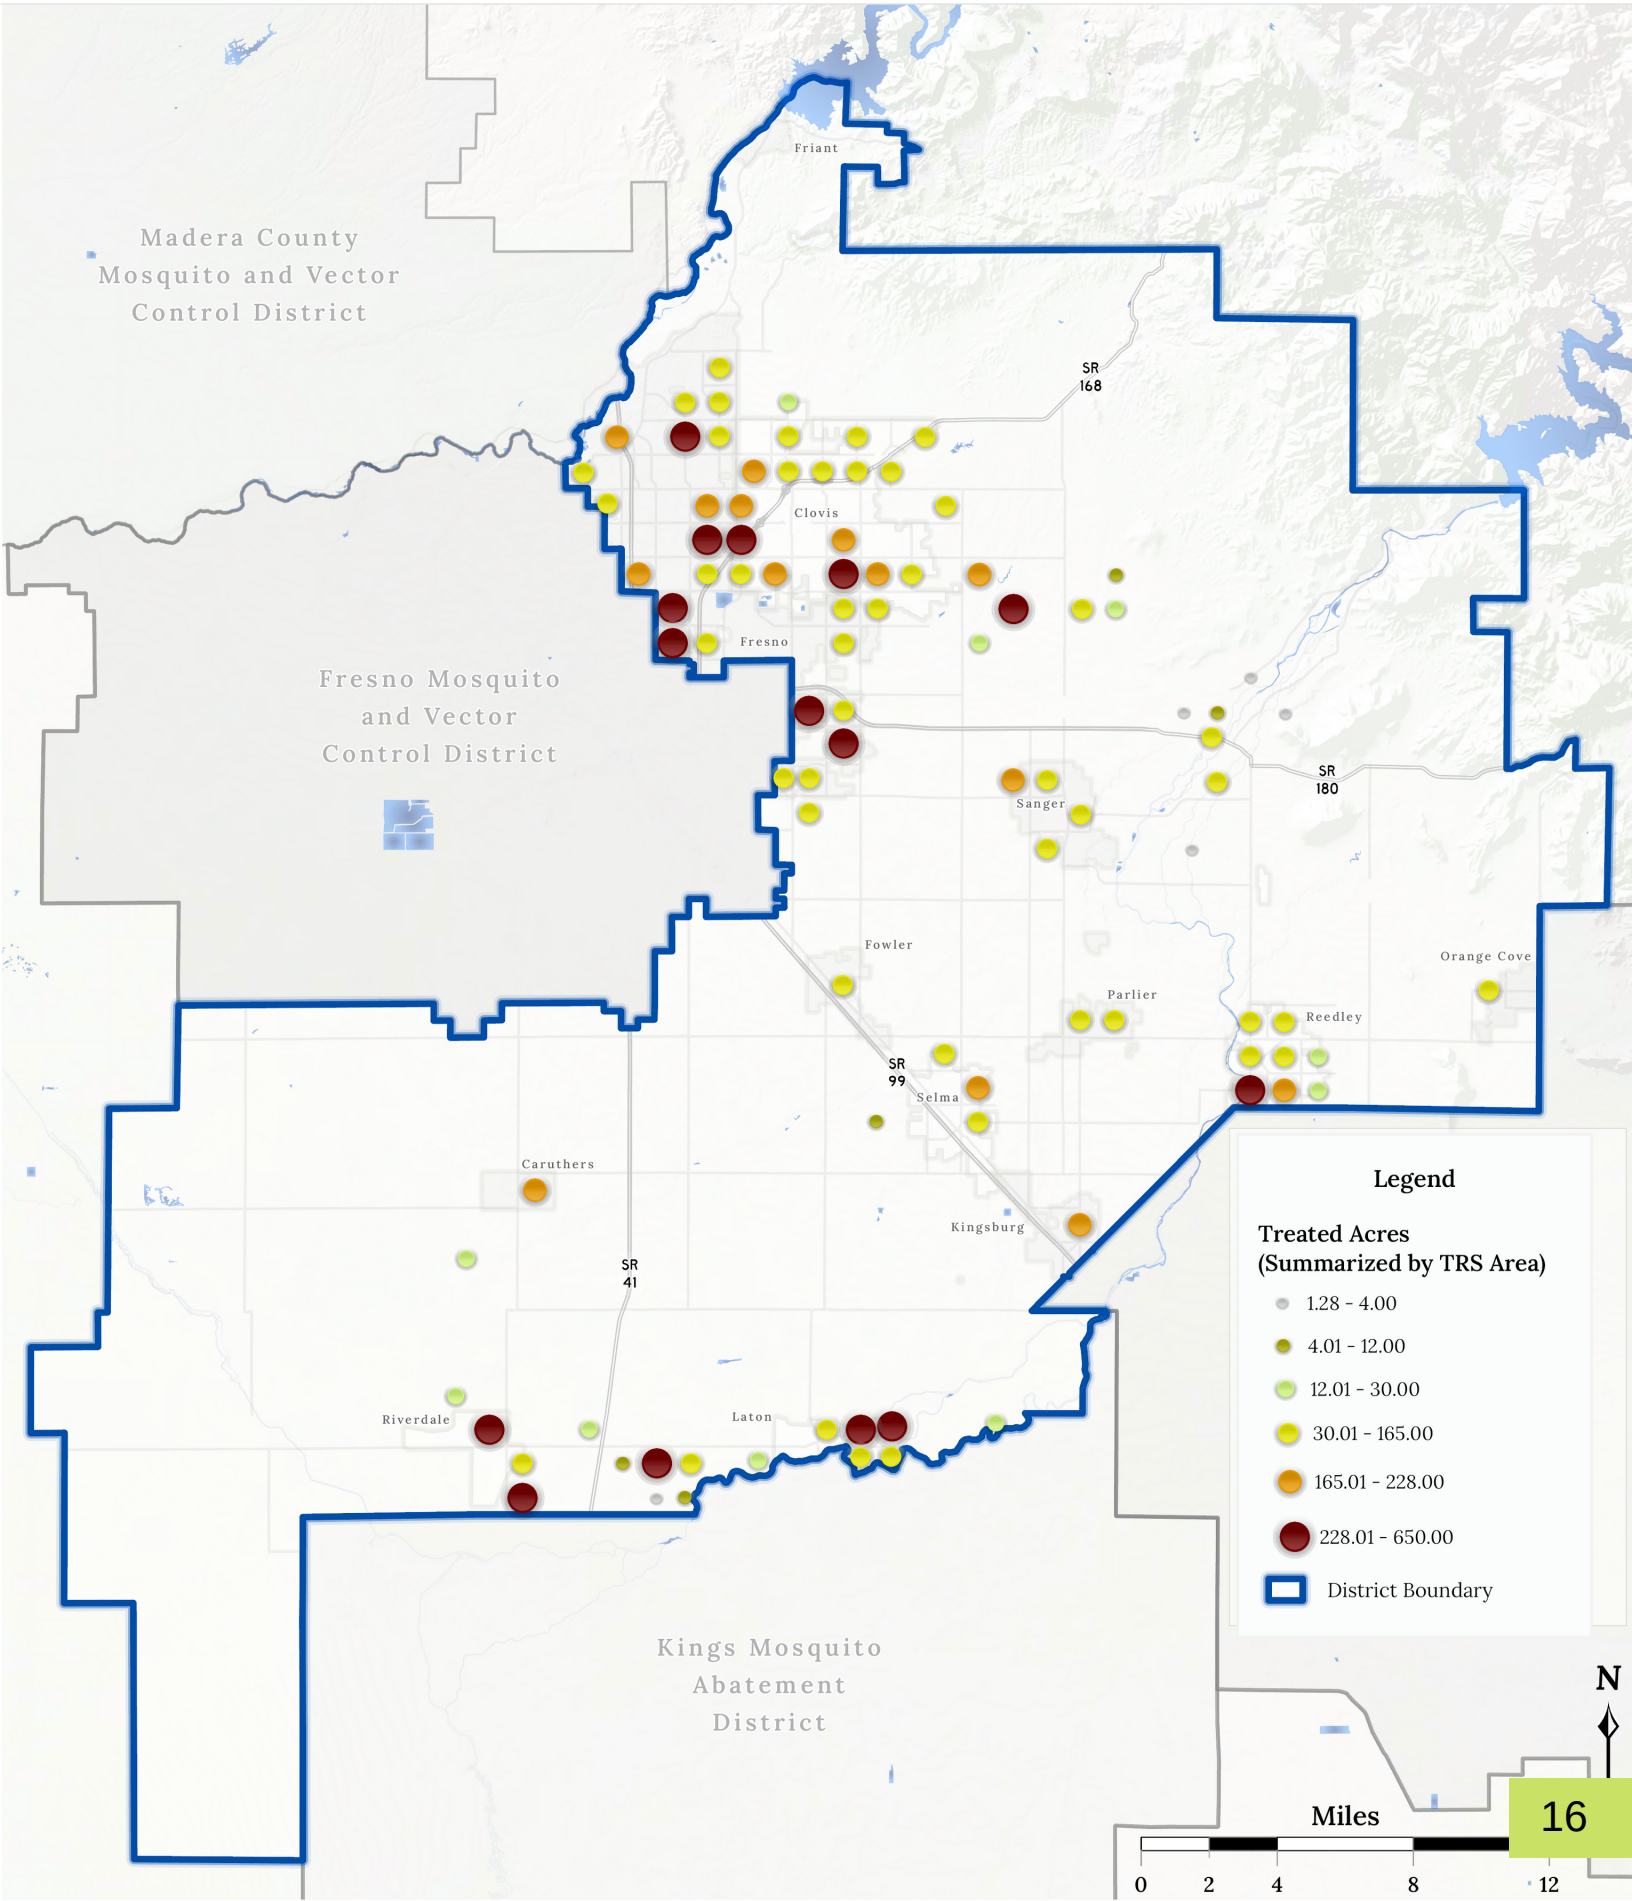 Friant
Madera County
Mosquito and Vector
Control District
SR
168
Clovis
Fresno
Fresno Mosquito
and Vector
Control District
SR
180
Sanger
Fowler
Orange Cove
Parlier
Reedley
SR
99
Selma
Caruthers
Kingsburg
SR
41
Riverdale
Laton
Legend
Treated Acres
(Summarized by TRS Area)
1.28 - 4.00
4.01 - 12.00
12.01 - 30.00
30.01 - 165.00
165.01 - 228.00
228.01 - 650.00
District Boundary
Kings Mosquito
Abatement
District
N
16
Miles
0 2 4 8 12